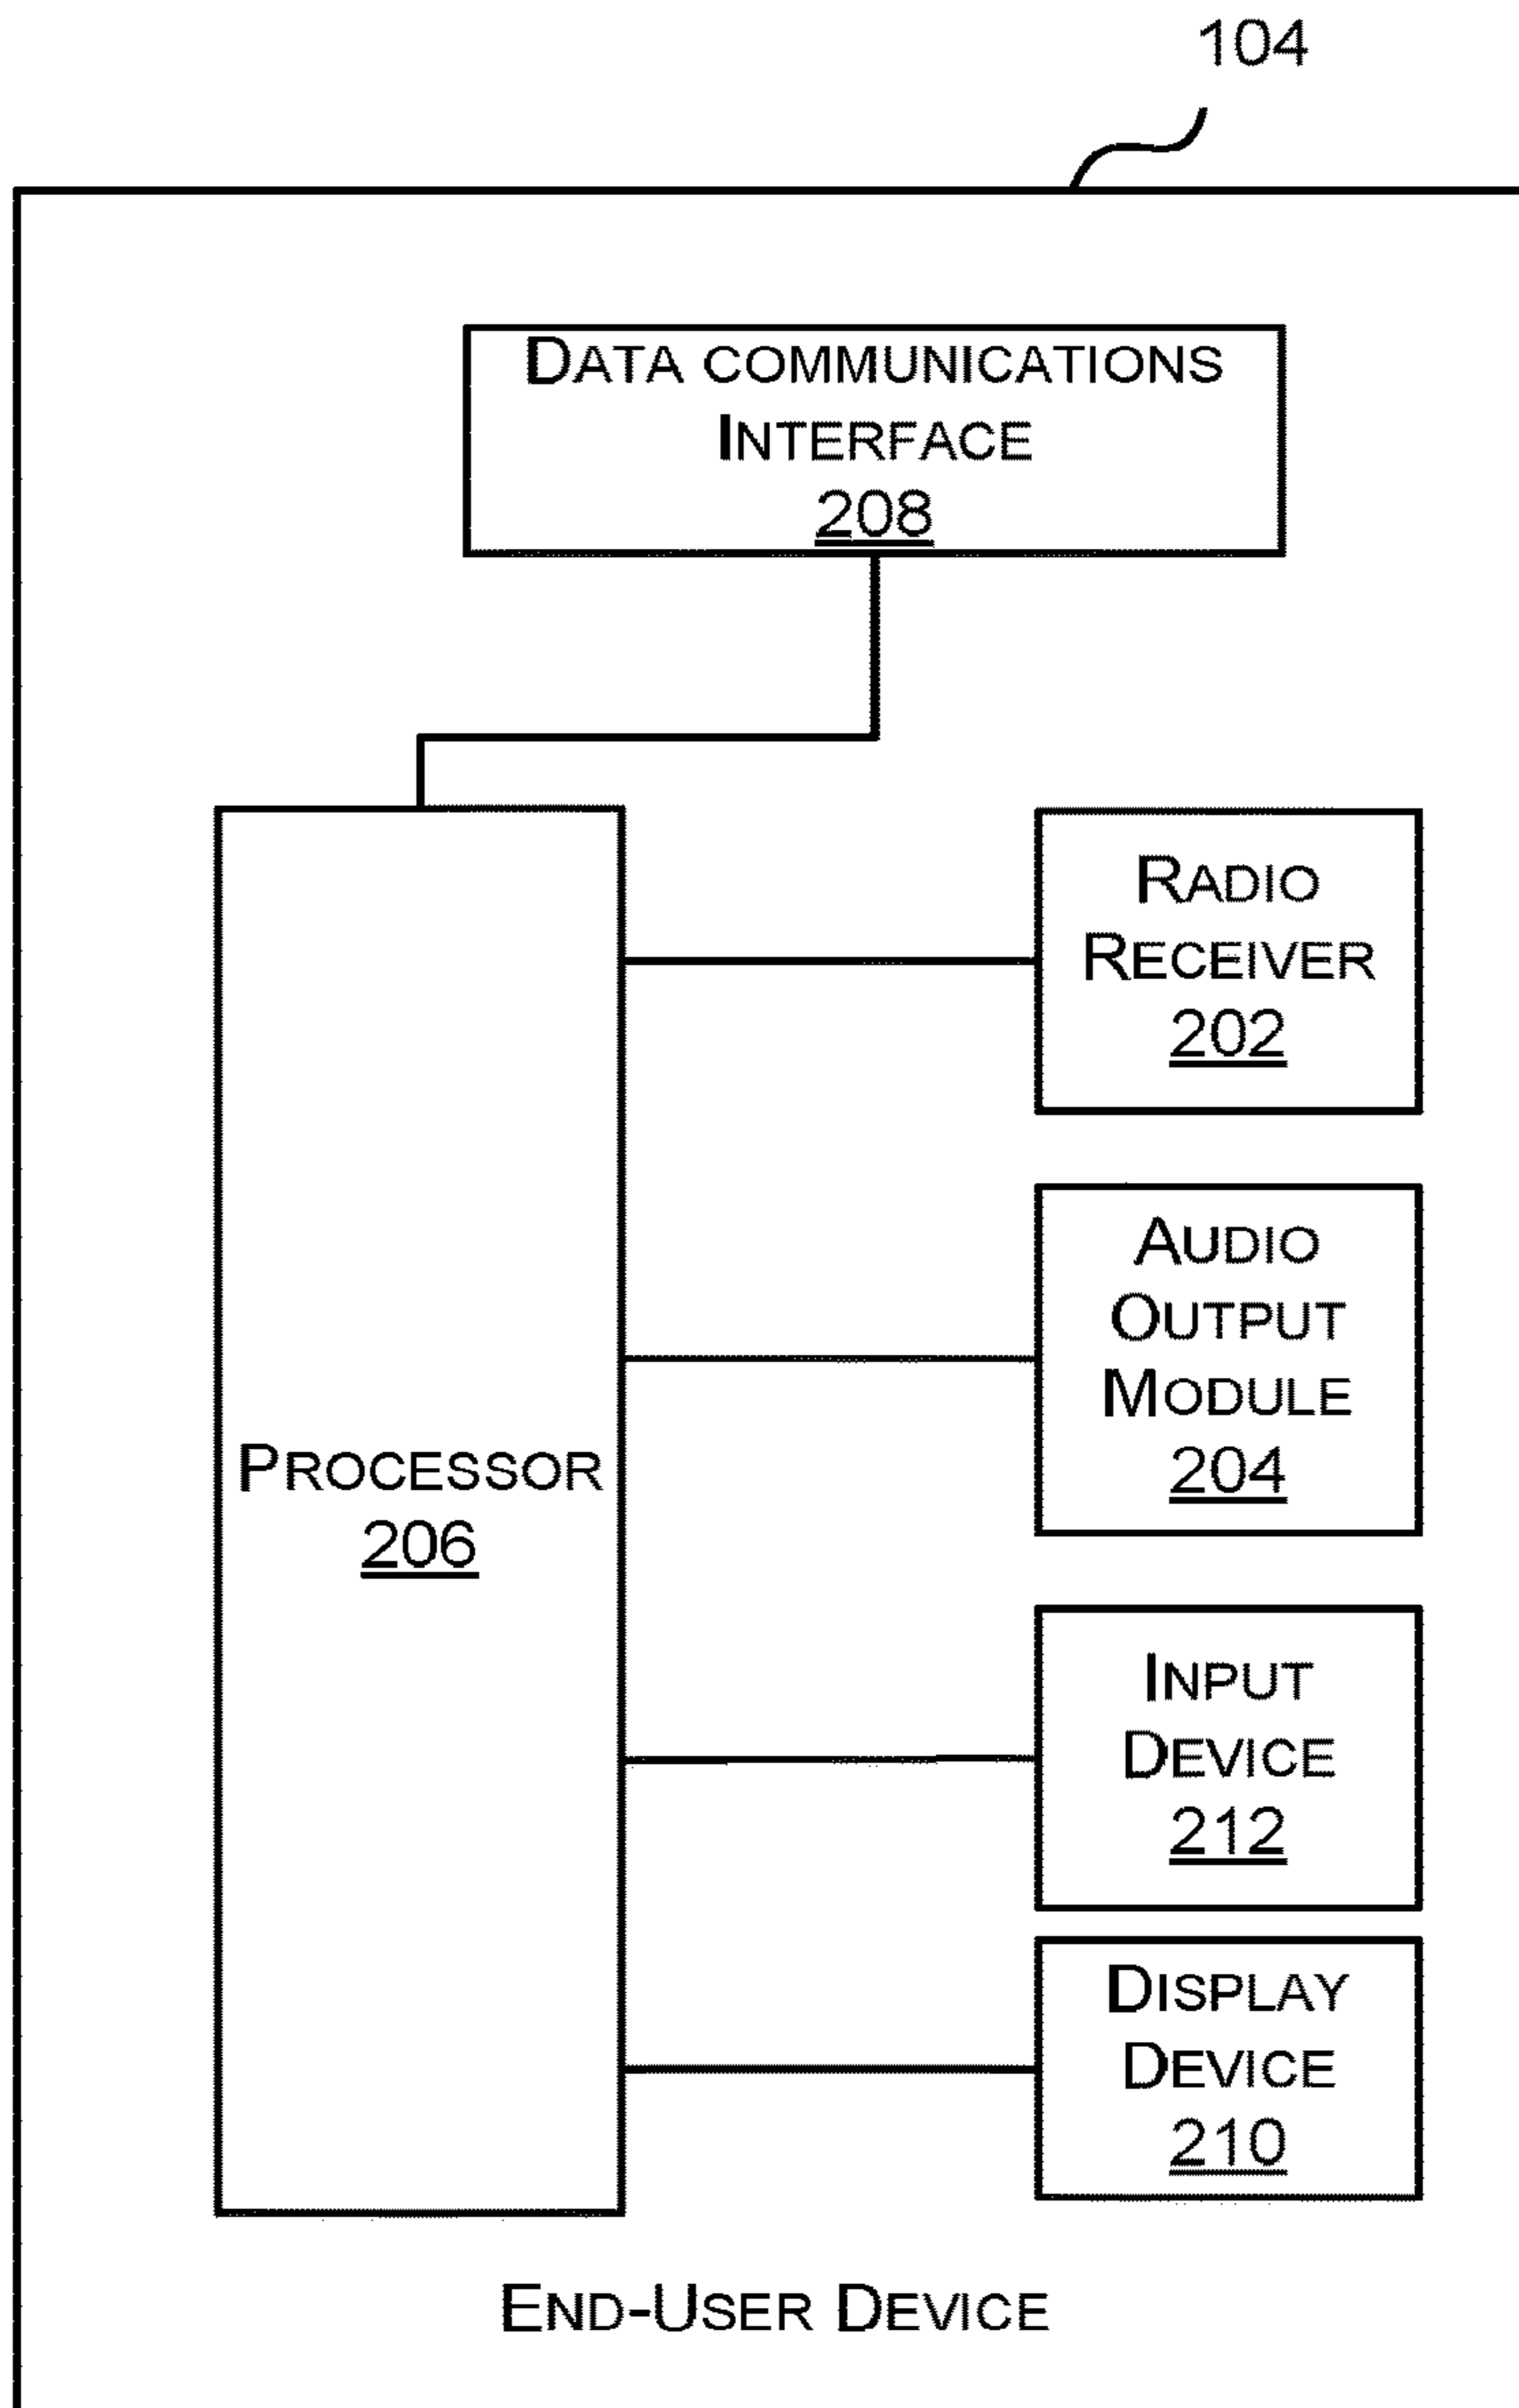 104
DATA COMMUNICATIONS
INTERFACE
208
RADIO
RECEIVER
202
AUDIO
OUTPUT
MODULE
204
PROCESSOR
206
INPUT
DEVICE
212
DISPLAY
DEVICE
210
END-USER DEVICE